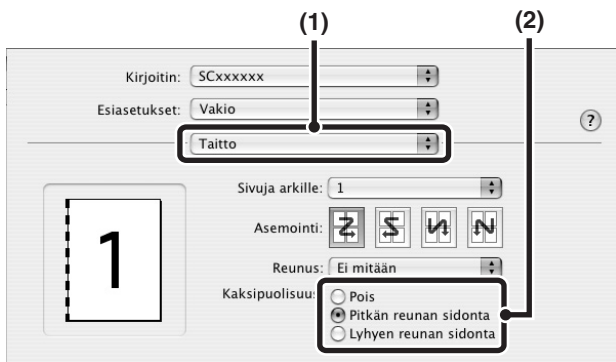 (1) (2)
Kirjoitin: SCxxxxxx
Esiasetukset: Vakio
?
Taitto
Sivuja arkille: 1
Asemointi:
1
Reunus: Ei mitään
Kaksipuolisuus: Pois
Pitkän reunan sidonta
Lyhyen reunan sidonta